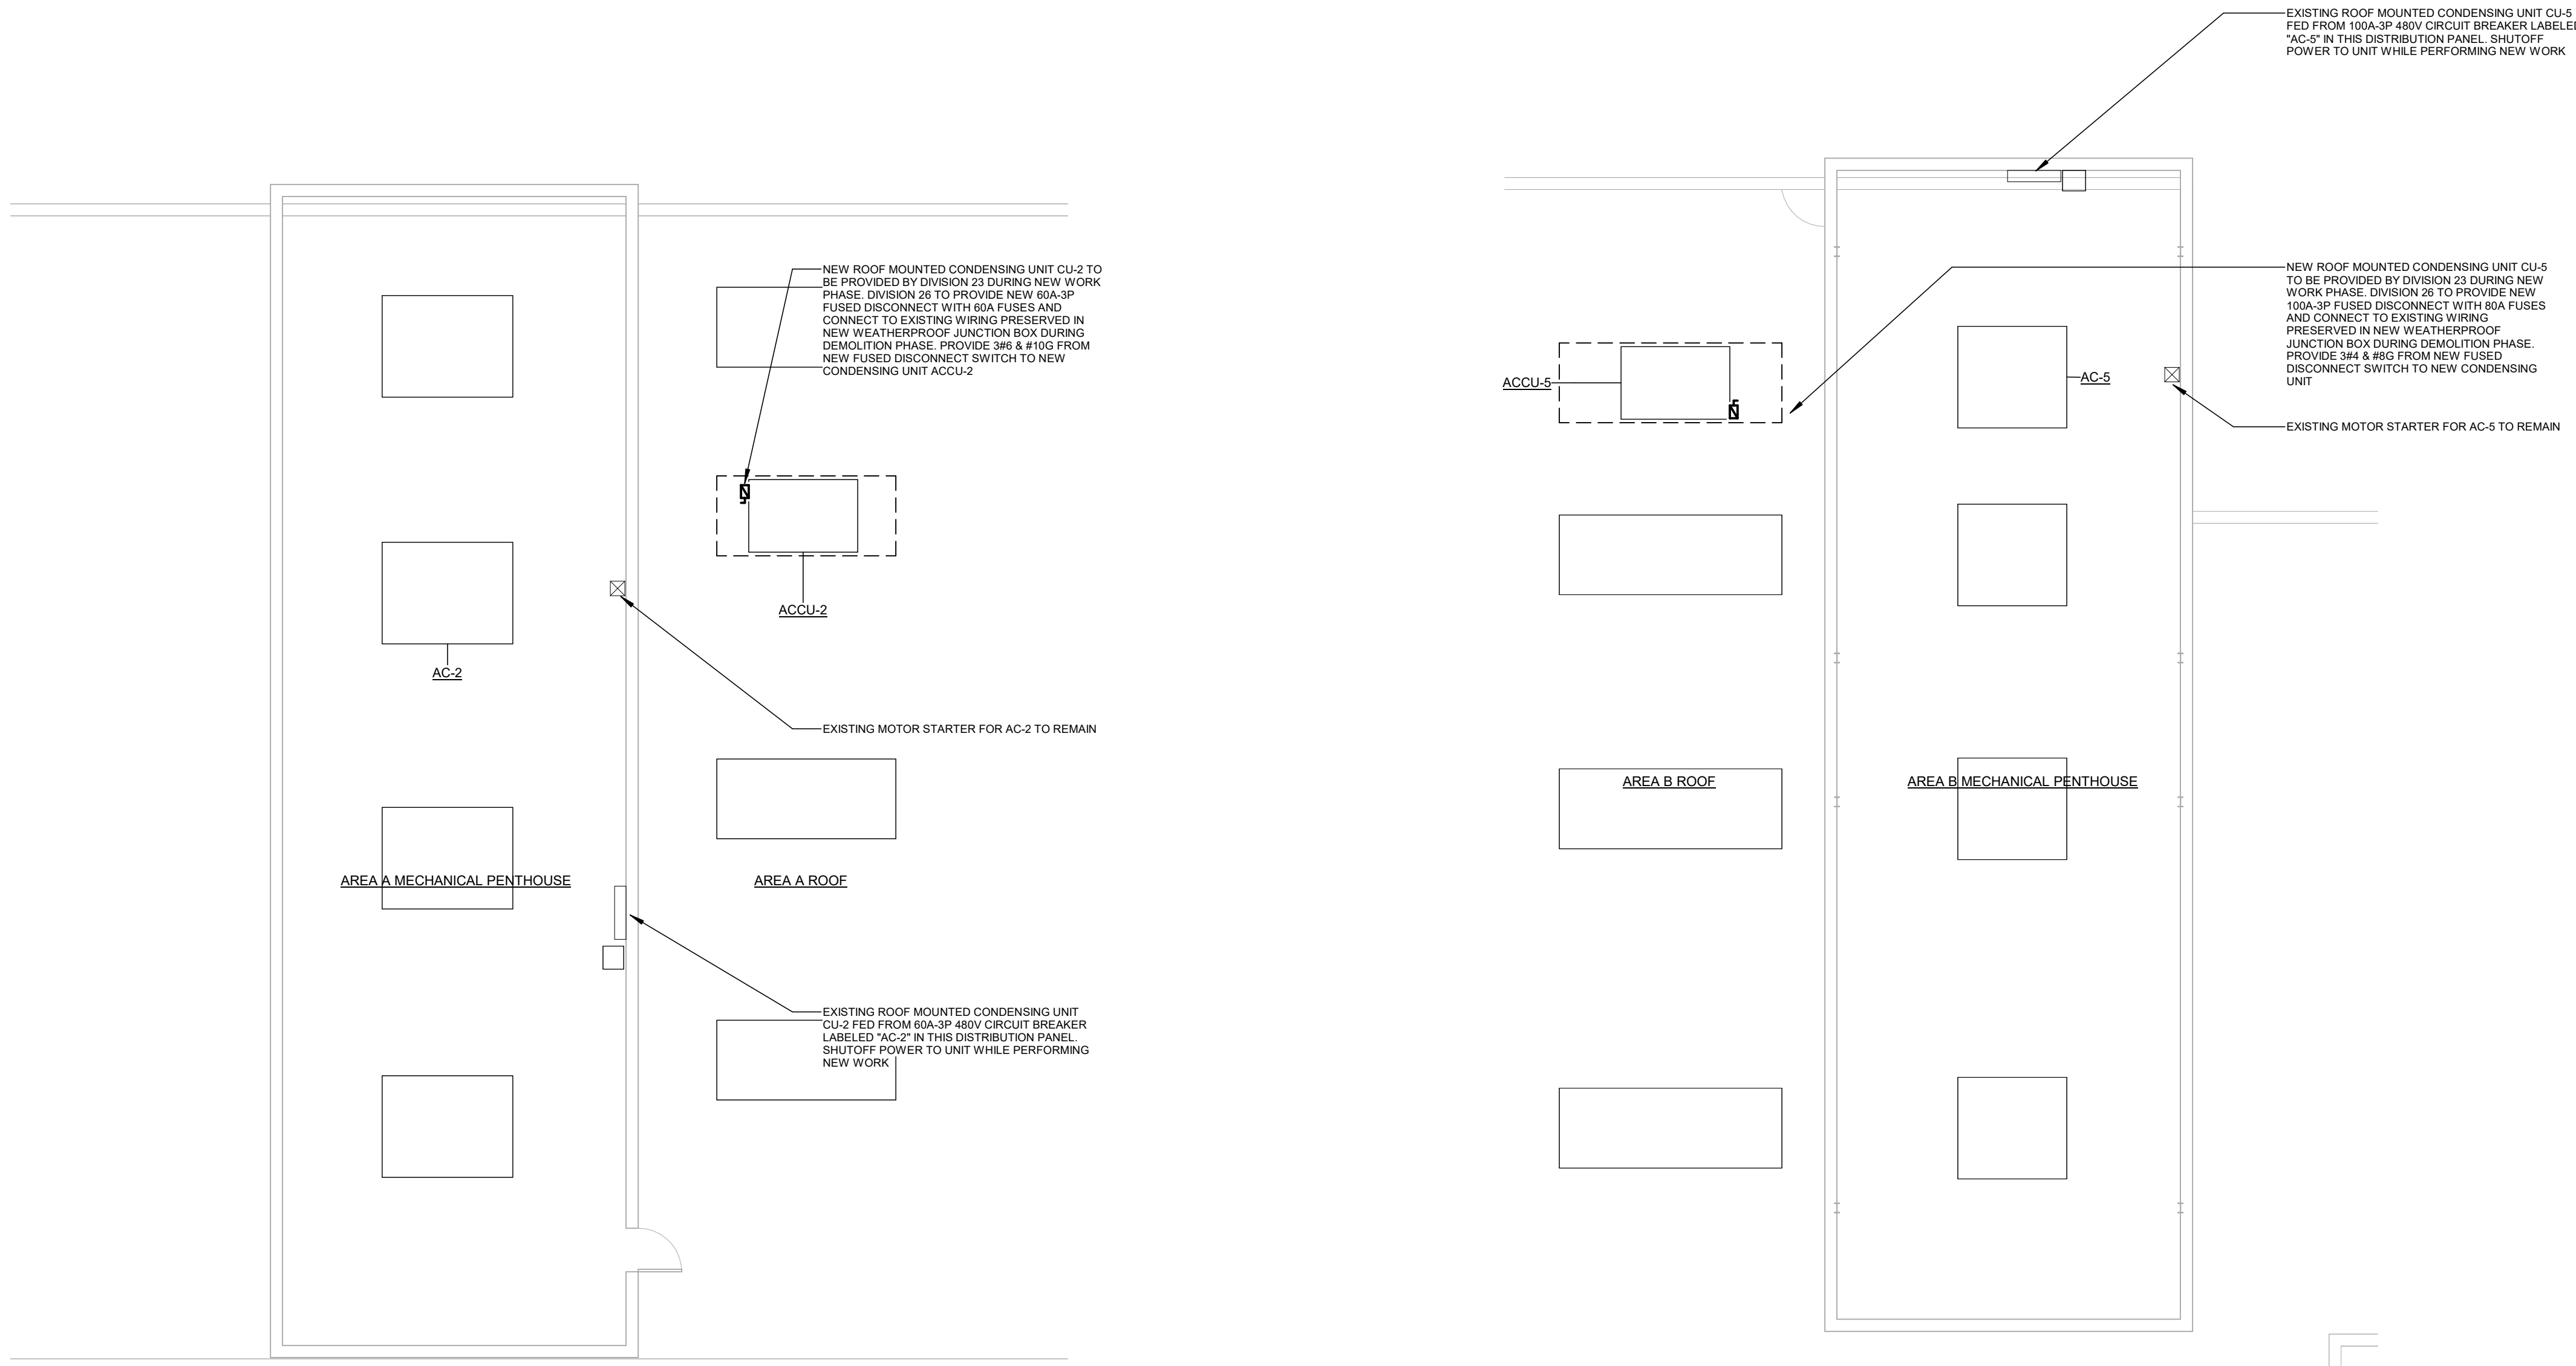 EXISTING ROOF MOUNTED CONDENSING UNIT CU-5
FED FROM 100A-3P 480V CIRCUIT BREAKER LABELED
"AC-5" IN THIS DISTRIBUTION PANEL. SHUTOFF
POWER TO UNIT WHILE PERFORMING NEW WORK
NEW ROOF MOUNTED CONDENSING UNIT CU-2 TO
BE PROVIDED BY DIVISION 23 DURING NEW WORK
PHASE. DIVISION 26 TO PROVIDE NEW 60A-3P
FUSED DISCONNECT WITH 60A FUSES AND
CONNECT TO EXISTING WIRING PRESERVED IN
NEW WEATHERPROOF JUNCTION BOX DURING
DEMOLITION PHASE. PROVIDE 3#6 & #10G FROM
NEW FUSED DISCONNECT SWITCH TO NEW
CONDENSING UNIT ACCU-2
NEW ROOF MOUNTED CONDENSING UNIT CU-5
TO BE PROVIDED BY DIVISION 23 DURING NEW
WORK PHASE. DIVISION 26 TO PROVIDE NEW
100A-3P FUSED DISCONNECT WITH 80A FUSES
AND CONNECT TO EXISTING WIRING
PRESERVED IN NEW WEATHERPROOF
JUNCTION BOX DURING DEMOLITION PHASE.
PROVIDE 3#4 & #8G FROM NEW FUSED
DISCONNECT SWITCH TO NEW CONDENSING
UNIT
ACCU-5
AC-5
EXISTING MOTOR STARTER FOR AC-5 TO REMAIN
ACCU-2
AC-2
EXISTING MOTOR STARTER FOR AC-2 TO REMAIN
AREA B ROOF
AREA B MECHANICAL PENTHOUSE
AREA A MECHANICAL PENTHOUSE
AREA A ROOF
EXISTING ROOF MOUNTED CONDENSING UNIT
CU-2 FED FROM 60A-3P 480V CIRCUIT BREAKER
LABELED "AC-2" IN THIS DISTRIBUTION PANEL.
SHUTOFF POWER TO UNIT WHILE PERFORMING
NEW WORK